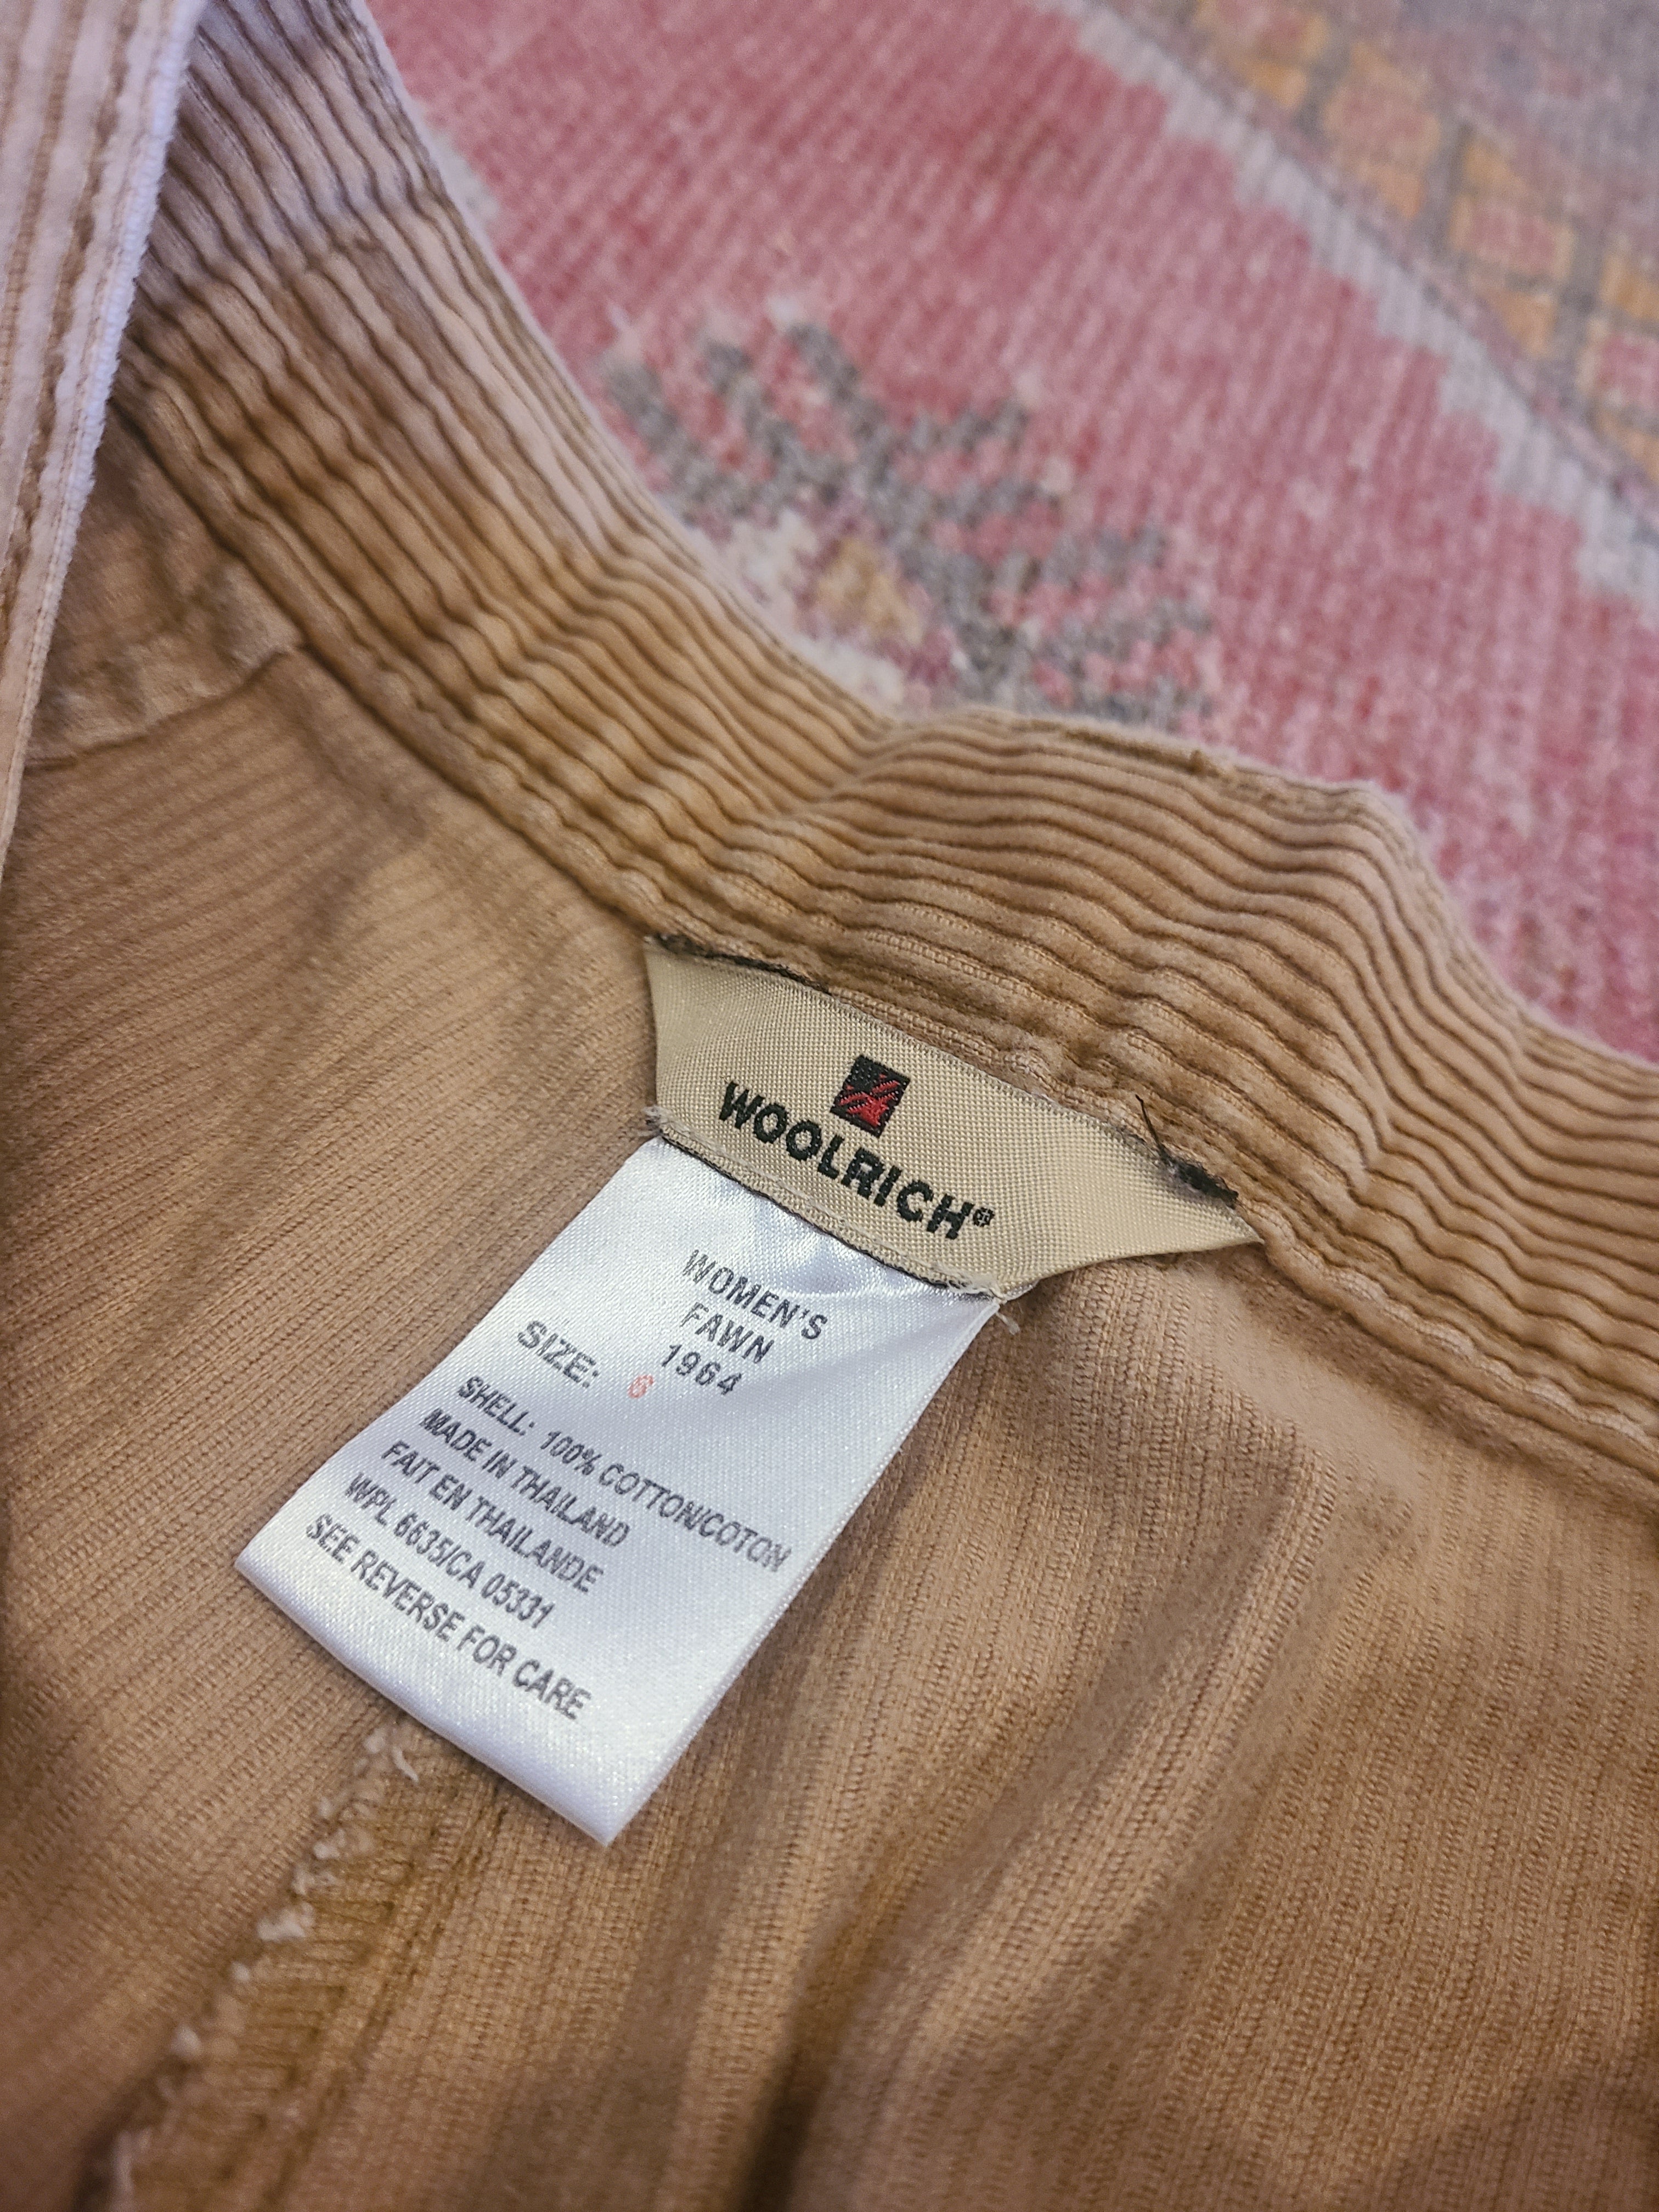 WOOLRICH®
WOMEN'S
FAWN
1964
SIZE: 6
SHELL: 100% COTTON/COTON
MADE IN THAILAND
FAIT EN THAILANDE
WPL 6635/CA 05331
SEE REVERSE FOR CARE